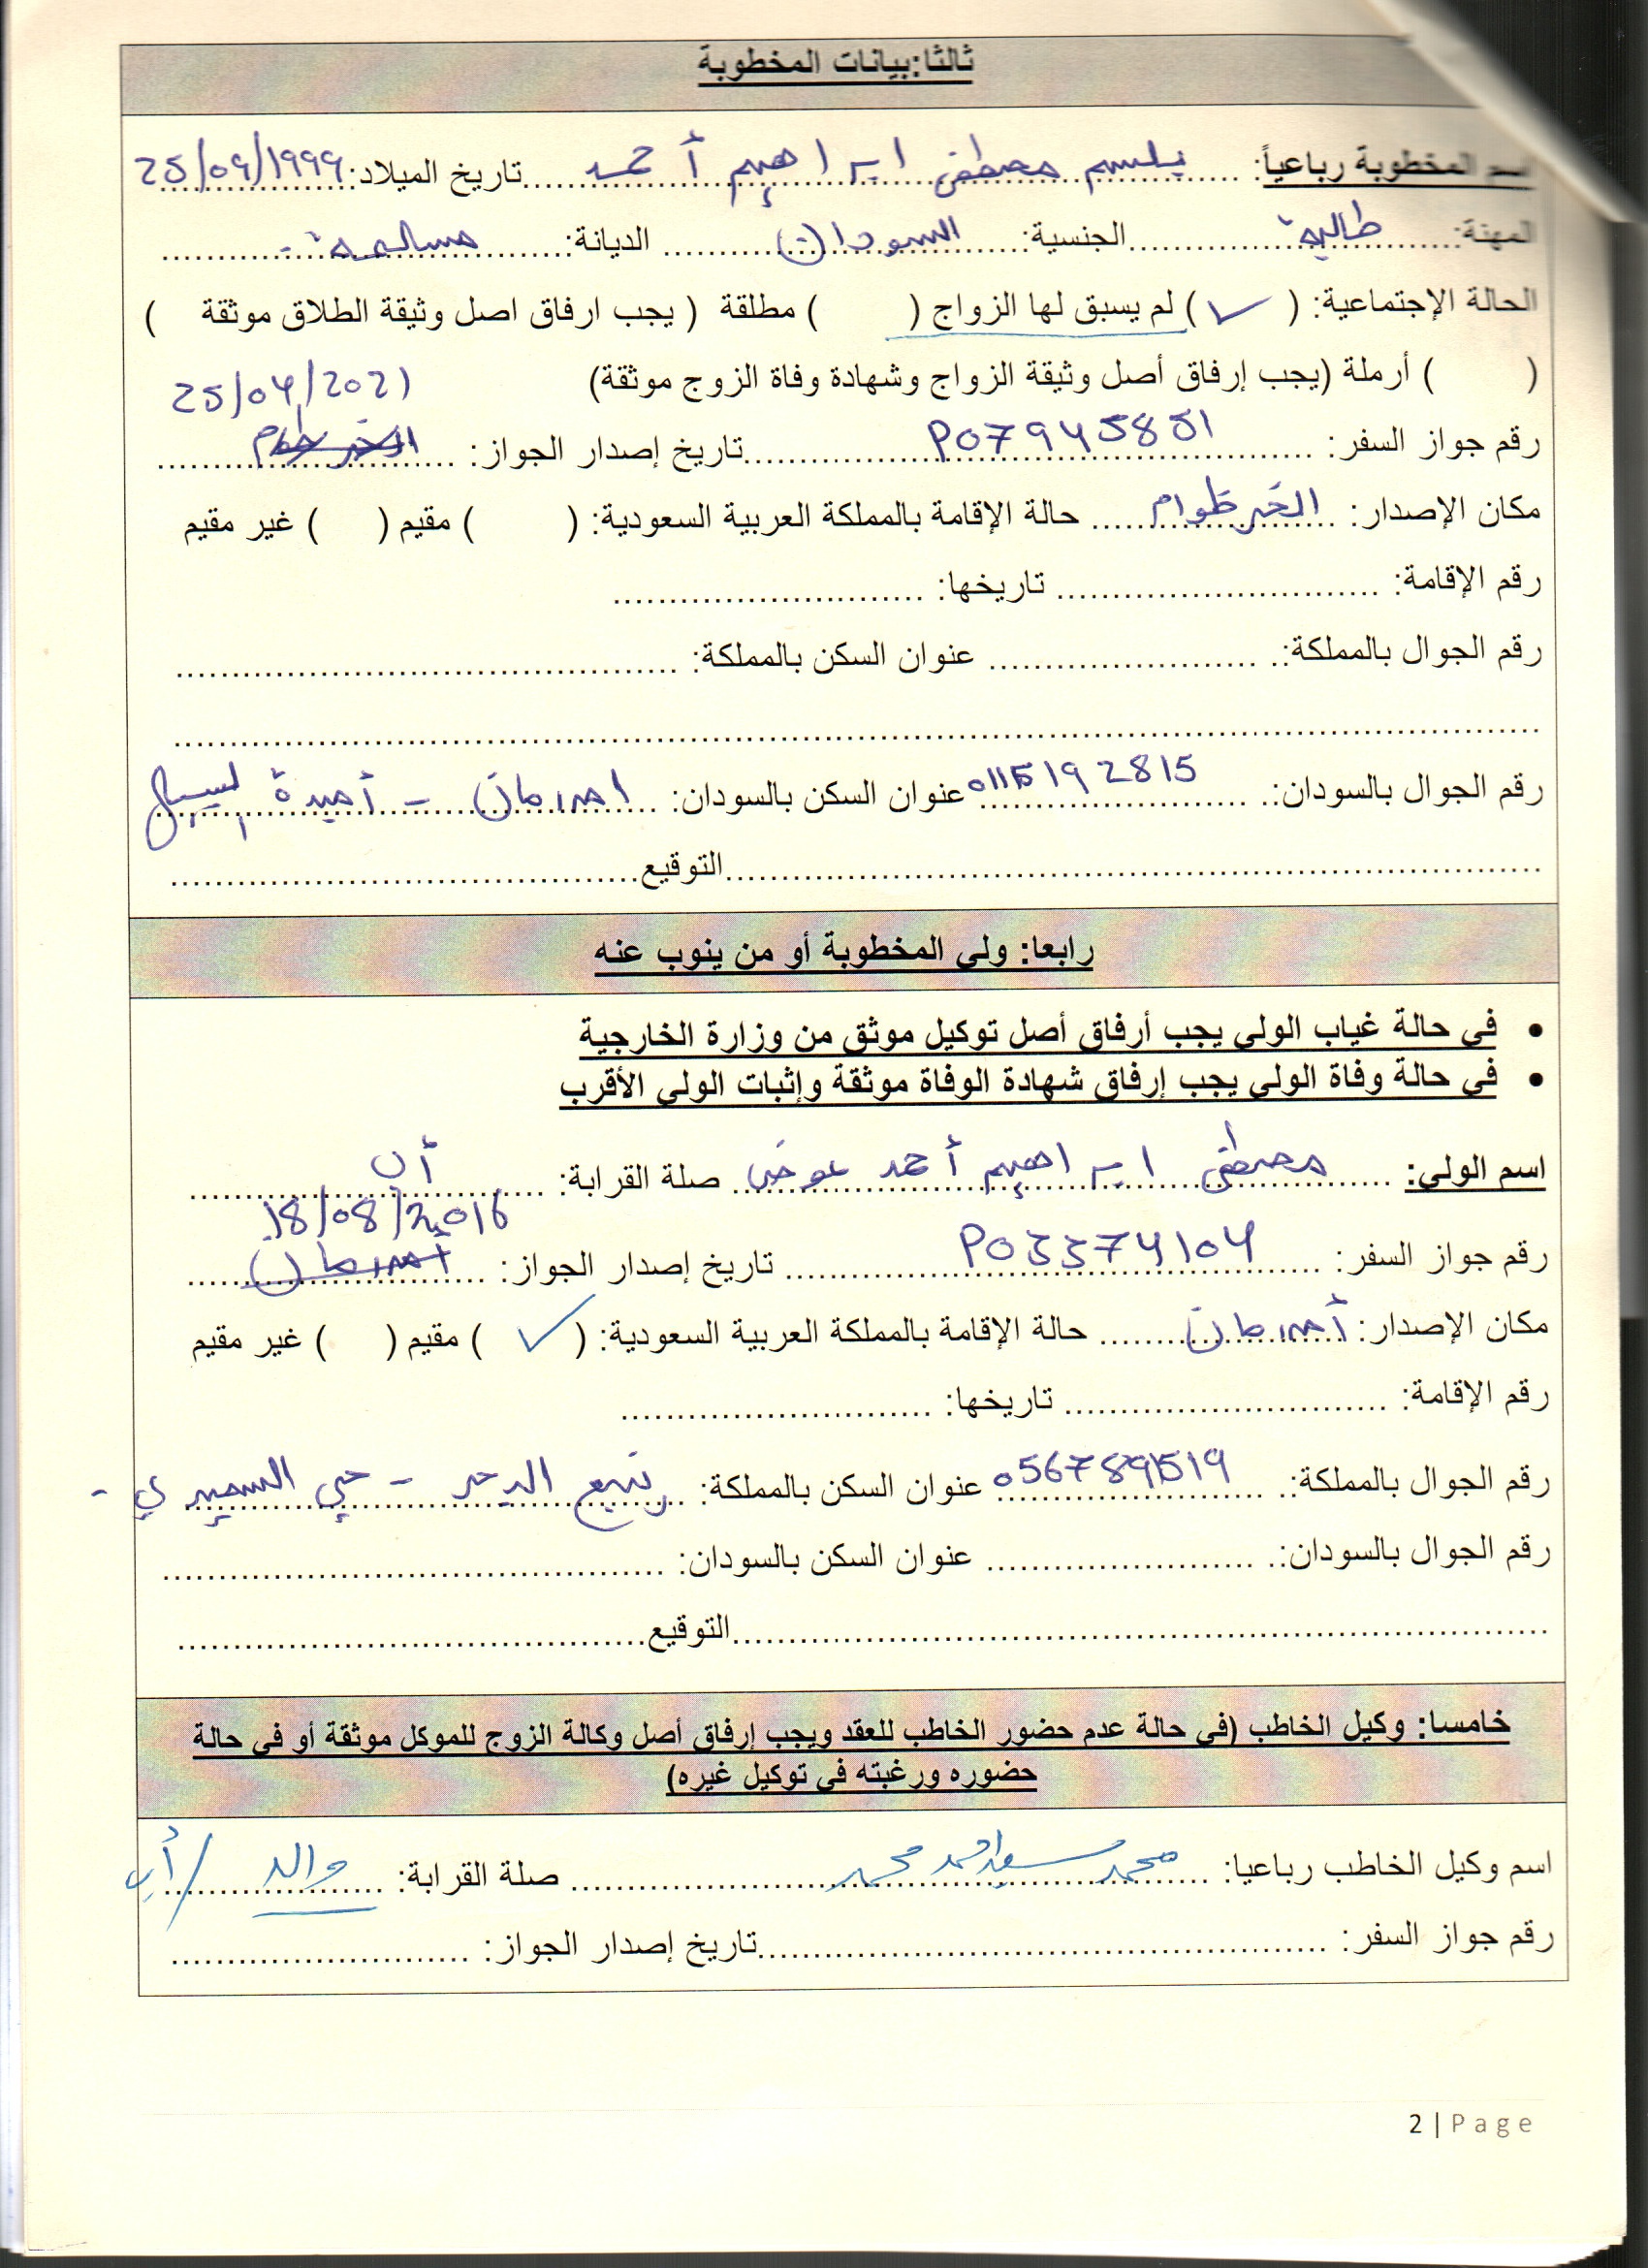 ثالثا:بيانات المخطوبة
اسم المخطوبة رباعياً: بلسم مصطفى ابراهيم أحمد تاريخ الميلاد: 25/09/1999
المهنة: طالبة الجنسية: السودان الديانة: مسلمة
الحالة الإجتماعية: ( ✓ ) لم يسبق لها الزواج ( ) مطلقة ( يجب ارفاق اصل وثيقة الطلاق موثقة )
( ) أرملة (يجب إرفاق أصل وثيقة الزواج وشهادة وفاة الزوج موثقة)
25/04/2021
رقم جواز السفر: P07945851 تاريخ إصدار الجواز: الخرطوم
مكان الإصدار: الخرطوم حالة الإقامة بالمملكة العربية السعودية: ( ) مقيم ( ) غير مقيم
رقم الإقامة: تاريخها:
رقم الجوال بالمملكة:. عنوان السكن بالمملكة:
رقم الجوال بالسودان:. 0115192815 عنوان السكن بالسودان: امدرمان -
التوقيع
رابعا: ولي المخطوبة أو من ينوب عنه
• في حالة غياب الولي يجب أرفاق أصل توكيل موثق من وزارة الخارجية
• في حالة وفاة الولي يجب إرفاق شهادة الوفاة موثقة وإثبات الولي الأقرب
اسم الولي: مصطفى ابراهيم أحمد عوض صلة القرابة: أب
18/08/2016
رقم جواز السفر: P03374104 تاريخ إصدار الجواز: أمدرمان
مكان الإصدار: أمدرمان حالة الإقامة بالمملكة العربية السعودية: ( ✓ ) مقيم ( ) غير مقيم
رقم الإقامة: تاريخها:
رقم الجوال بالمملكة:. عنوان السكن بالمملكة: ينبع البحر - حي السميري -
رقم الجوال بالسودان:. عنوان السكن بالسودان:
التوقيع
خامسا: وكيل الخاطب (في حالة عدم حضور الخاطب للعقد ويجب إرفاق أصل وكالة الزوج للموكل موثقة أو في حالة
حضوره ورغبته في توكيل غيره)
اسم وكيل الخاطب رباعيا: محمد سعيد احمد محمد صلة القرابة: والد / أب
رقم جواز السفر: تاريخ إصدار الجواز:
2 | Page